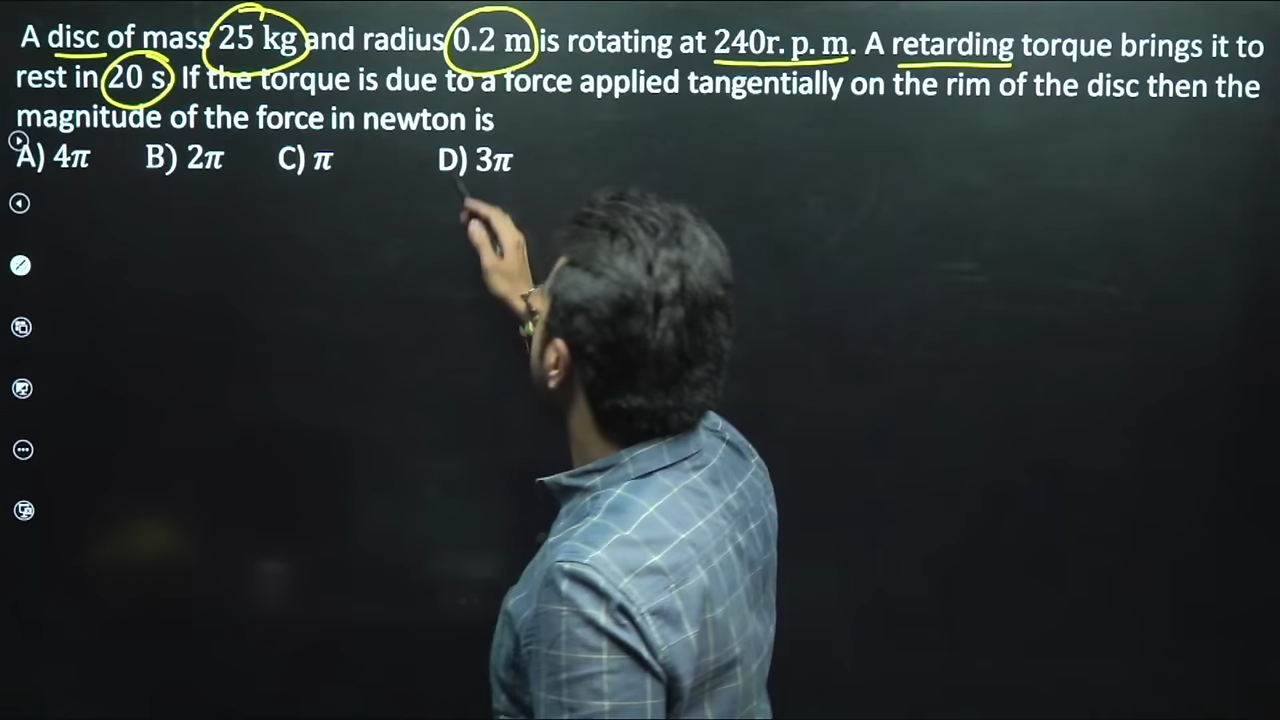 A disc of mass 25 kg and radius 0.2 m is rotating at 240r. p. m. A retarding torque brings it to
rest in 20 s. If the torque is due to a force applied tangentially on the rim of the disc then the
magnitude of the force in newton is
A) 4π B) 2π C) π D) 3π